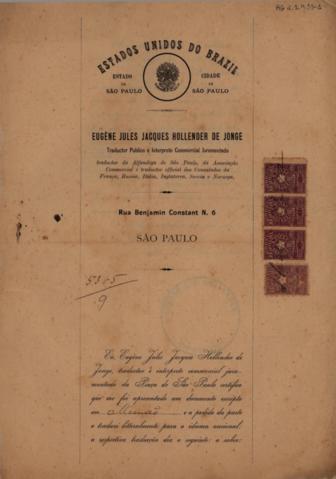 ESTADOS UNIDOS DO BRAZIL
ESTADO
DE
SÃO PAULO
CIDADE
DE
SÃO PAULO
EUGÈNE JULES JACQUES HOLLENDER DE JONGE
Traductor Publico e Interprete Commercial Juramentado
traductor da Alfandega de São Paulo, da Associação
Commercial e traductor official dos Consulados da
França, Russia, Italia, Inglaterra, Suecia e Noruega.
Rua Benjamin Constant N. 6
SÃO PAULO
5305
9
Eu Eugène Jules Jacques Hollender de
Jonge, traductor e interprete commercial jura-
mentado da Praça de São Paulo certifico
que me foi apresentado um documento escripto
em Allemão e a pedido da parte
o traduzi litteralmente para o idioma nacional
a respectiva traducção diz o seguinte: a saber: